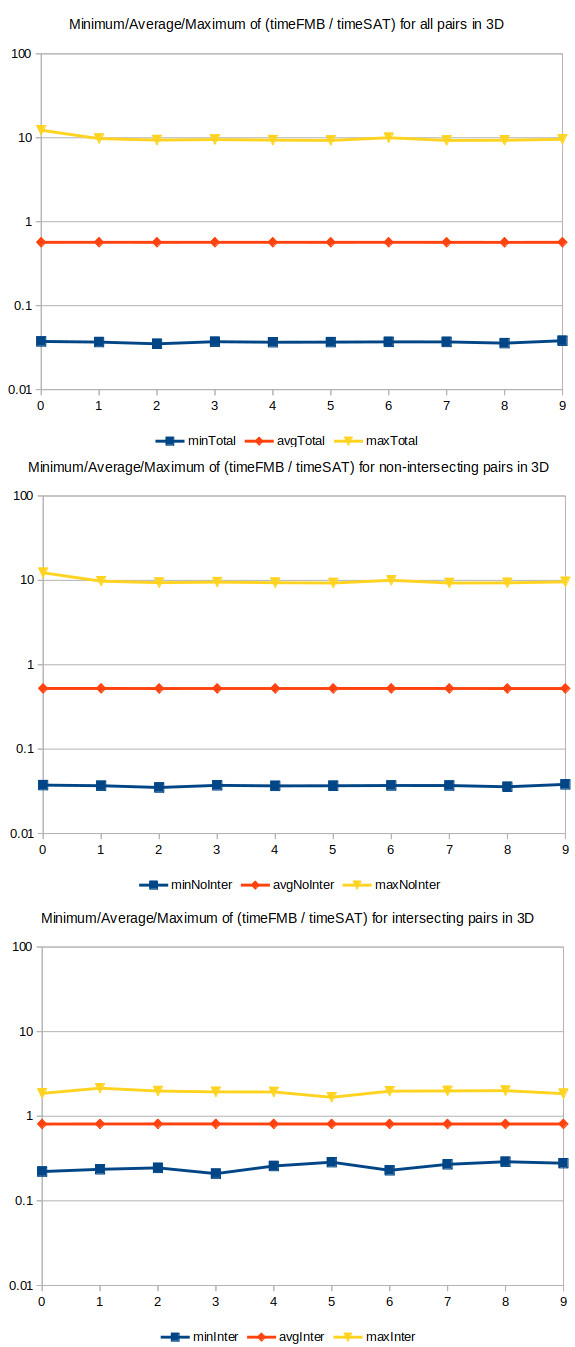 Minimum/Average/Maximum of (timeFMB / timeSAT) for all pairs in 3D
100
10
1
0.1
0.01
0 1 2 3 4 5 6 7 8 9
minTotal avgTotal maxTotal
Minimum/Average/Maximum of (timeFMB / timeSAT) for non-intersecting pairs in 3D
100
10
1
0.1
0.01
0 1 2 3 4 5 6 7 8 9
minNoInter avgNoInter maxNoInter
Minimum/Average/Maximum of (timeFMB / timeSAT) for intersecting pairs in 3D
100
10
1
0.1
0.01
0 1 2 3 4 5 6 7 8 9
minInter avgInter maxInter